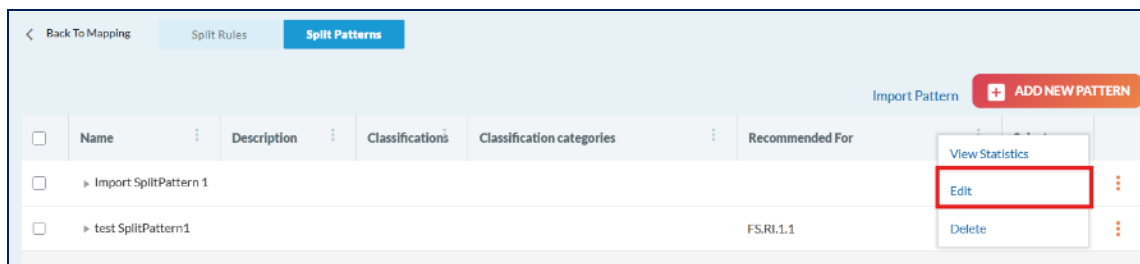 Back To Mapping Split Rules Split Patterns
Import Pattern ADD NEW PATTERN
Name Description Classifications Classification categories Recommended For
View Statistics
Import SplitPattern 1
Edit
test SplitPattern1 FS.RI.1.1 Delete